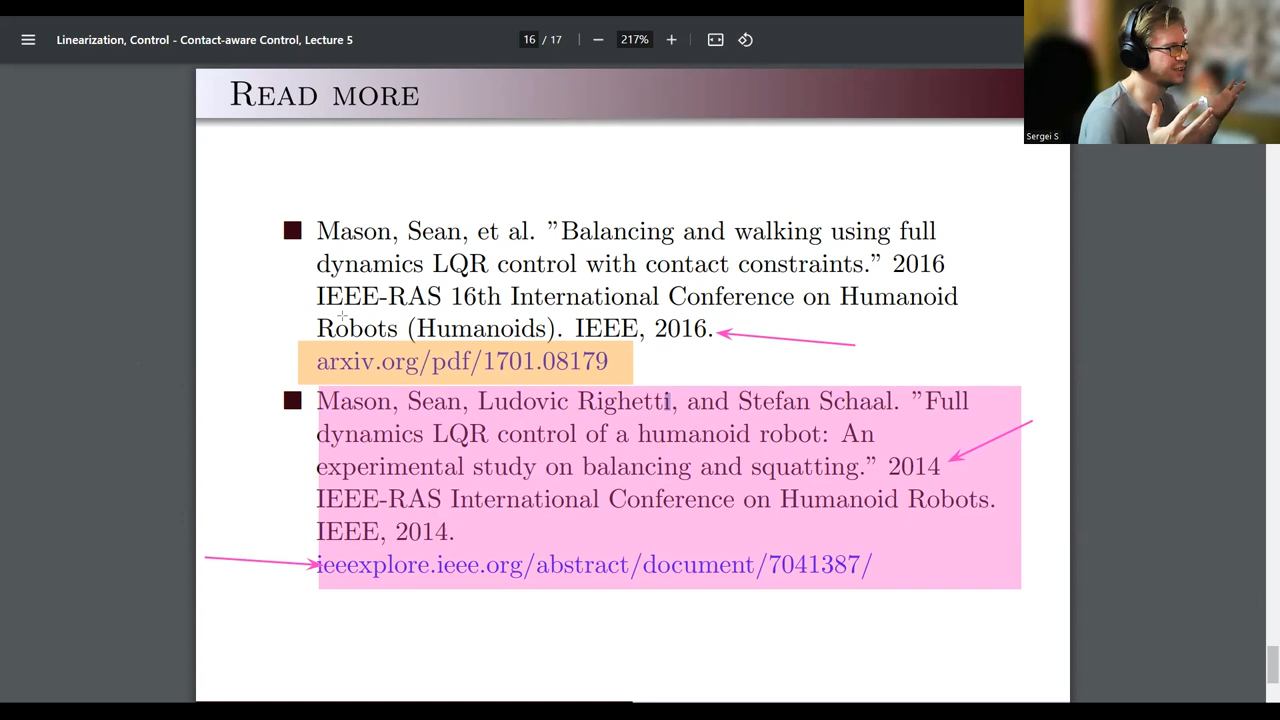 Linearization, Control - Contact-aware Control, Lecture 5
16 / 17
217%
Sergei S
Read more
Mason, Sean, et al. ”Balancing and walking using full
dynamics LQR control with contact constraints.” 2016
IEEE-RAS 16th International Conference on Humanoid
Robots (Humanoids). IEEE, 2016.
arxiv.org/pdf/1701.08179
Mason, Sean, Ludovic Righetti, and Stefan Schaal. ”Full
dynamics LQR control of a humanoid robot: An
experimental study on balancing and squatting.” 2014
IEEE-RAS International Conference on Humanoid Robots.
IEEE, 2014.
ieeexplore.ieee.org/abstract/document/7041387/